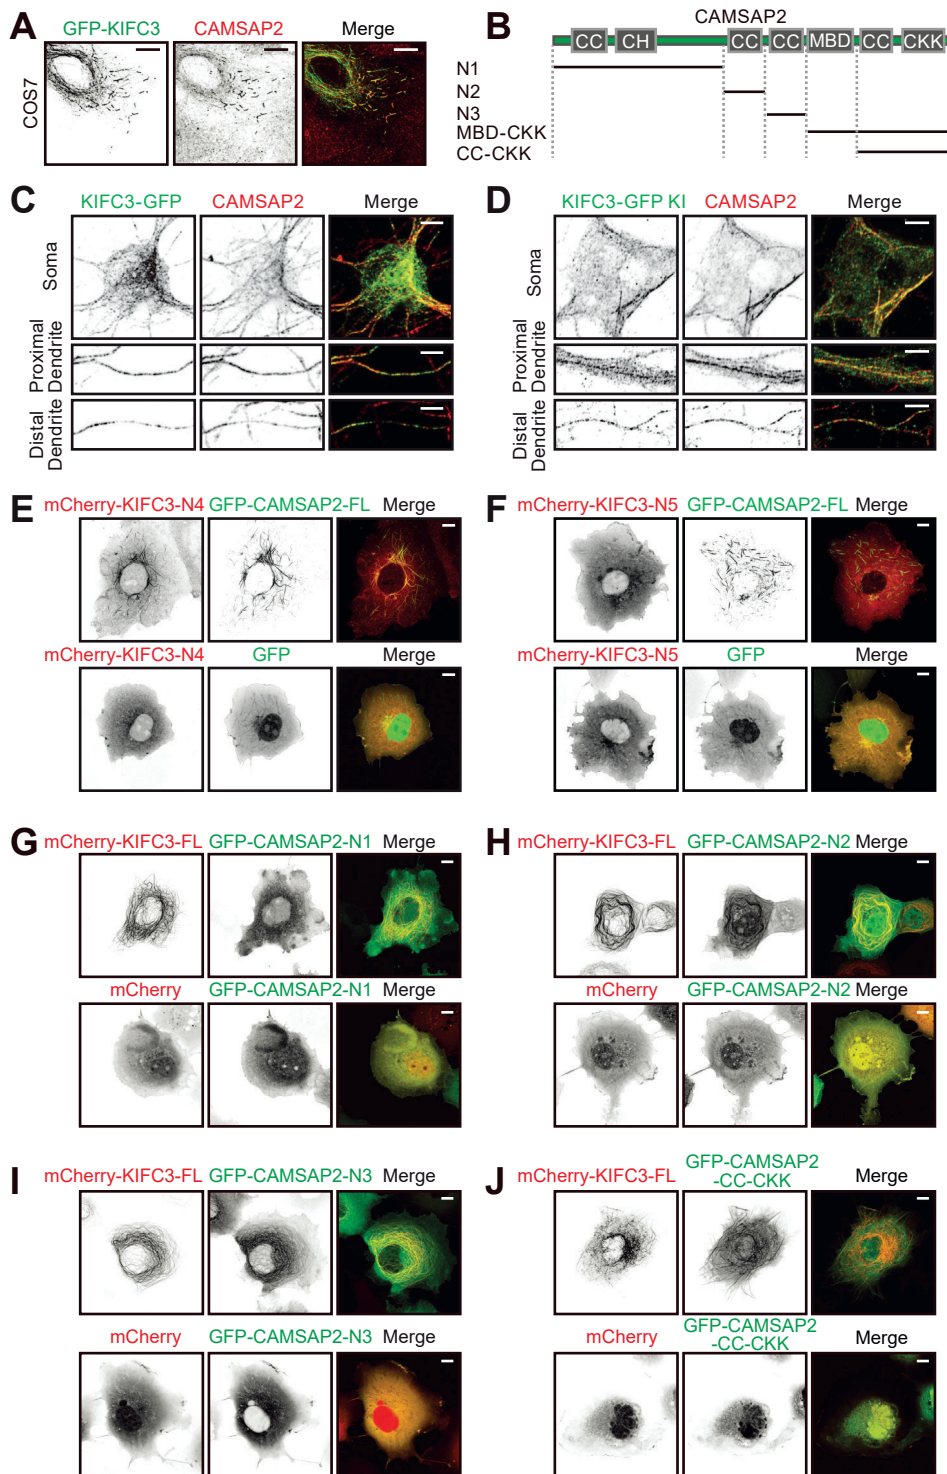 A
GFP-KIFC3 CAMSAP2 Merge
COS7
B
CAMSAP2
CC CH CC CC MBD CC CKK
N1
N2
N3
MBD-CKK
CC-CKK
C
KIFC3-GFP CAMSAP2 Merge
Soma
Proximal
Dendrite
Distal
Dendrite
D
KIFC3-GFP KI CAMSAP2 Merge
Soma
Proximal
Dendrite
Distal
Dendrite
E
mCherry-KIFC3-N4 GFP-CAMSAP2-FL Merge
mCherry-KIFC3-N4 GFP Merge
F
mCherry-KIFC3-N5 GFP-CAMSAP2-FL Merge
mCherry-KIFC3-N5 GFP Merge
G
mCherry-KIFC3-FL GFP-CAMSAP2-N1 Merge
mCherry GFP-CAMSAP2-N1 Merge
H
mCherry-KIFC3-FL GFP-CAMSAP2-N2 Merge
mCherry GFP-CAMSAP2-N2 Merge
I
mCherry-KIFC3-FL GFP-CAMSAP2-N3 Merge
mCherry GFP-CAMSAP2-N3 Merge
J
mCherry-KIFC3-FL GFP-CAMSAP2
-CC-CKK Merge
mCherry GFP-CAMSAP2
-CC-CKK Merge